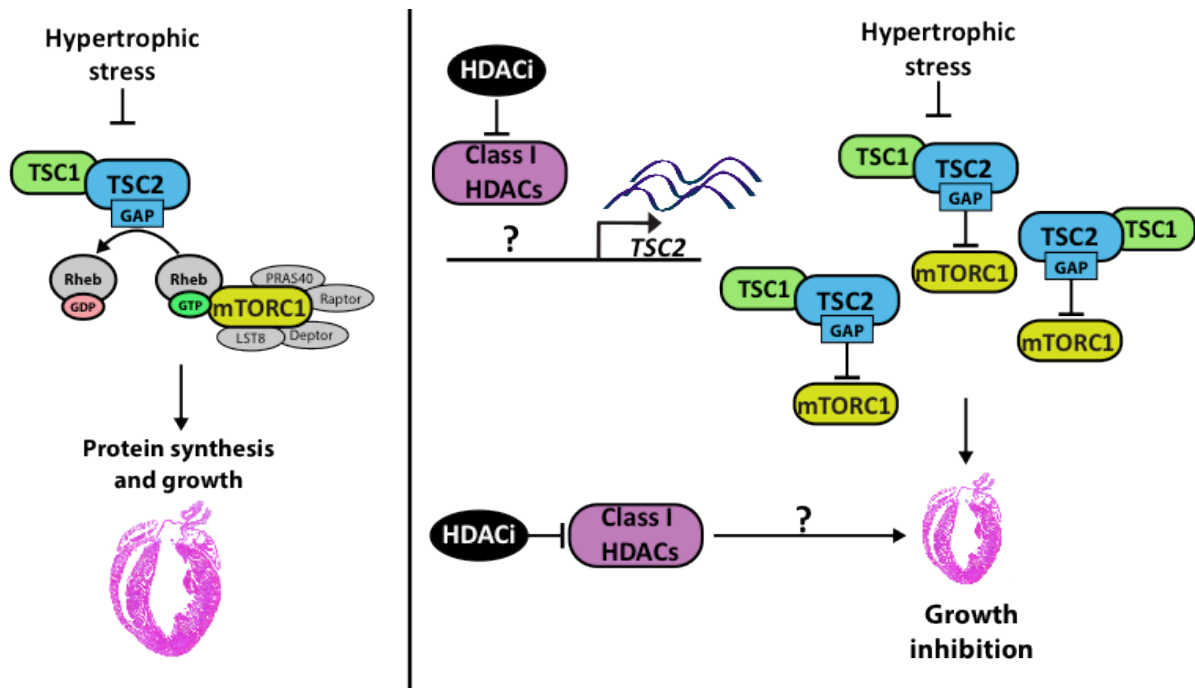 Hypertrophic
stress
TSC1
TSC2
GAP
Rheb
GDP
Rheb
GTP
mTORC1
PRAS40
Raptor
LST8
Deptor
Protein synthesis
and growth
HDACi
Class I
HDACs
?
TSC2
Hypertrophic
stress
TSC1
TSC2
GAP
mTORC1
TSC2
TSC1
GAP
mTORC1
TSC1
TSC2
GAP
mTORC1
HDACi
Class I
HDACs
?
Growth
inhibition